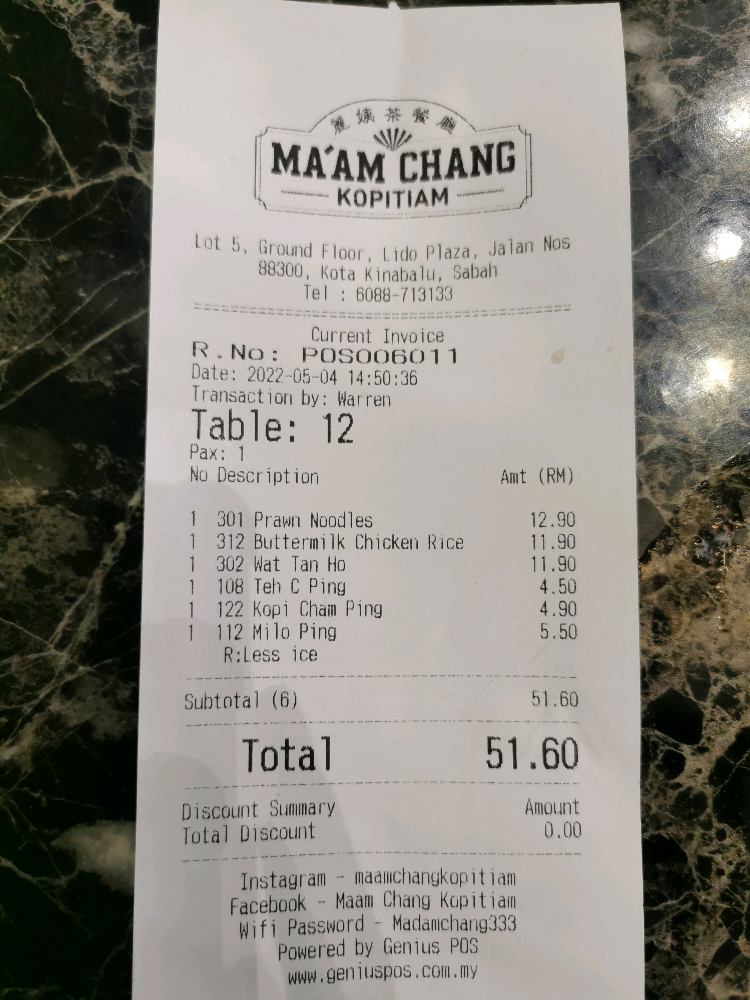 茶餐廳
MA'AM CHANG
KOPITIAM
Lot 5, Ground Floor, Lido Plaza, Jalan Nos
88300, Kota Kinabalu, Sabah
Tel : 6088-713133
Current Invoice
R.No: POS006011
Date: 2022-05-04 14:50:36
Transaction by: Warren
Table: 12
Pax: 1
No Description Amt (RM)
1 301 Prawn Noodles 12.90
1 312 Buttermilk Chicken Rice 11.90
1 302 Wat Tan Ho 11.90
1 108 Teh C Ping 4.50
1 122 Kopi Cham Ping 4.90
1 112 Milo Ping 5.50
R:Less ice
Subtotal (6) 51.60
Total 51.60
Discount Summary Amount
Total Discount 0.00
Instagram - maamchangkopitiam
Facebook - Maam Chang Kopitiam
Wifi Password - Madamchang333
Powered by Genius POS
www.geniuspos.com.my